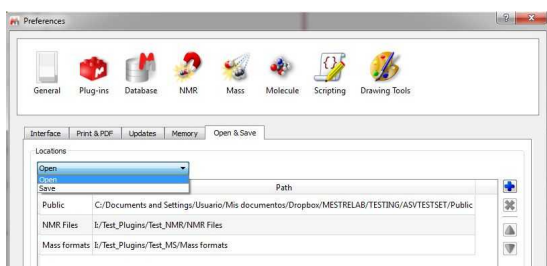 Preferences
General Plug-ins Database NMR Mass Molecule Scripting Drawing Tools
Interface Print & PDF Updates Memory Open & Save
Locations
Open
Open
Save
Path
Public C:/Documents and Settings/Usuario/Mis documentos/Dropbox/MESTRELAB/TESTING/ASVTESTSET/Public
NMR Files E:/Test_Plugins/Test_NMR/NMR Files
Mass formats E:/Test_Plugins/Test_MS/Mass formats